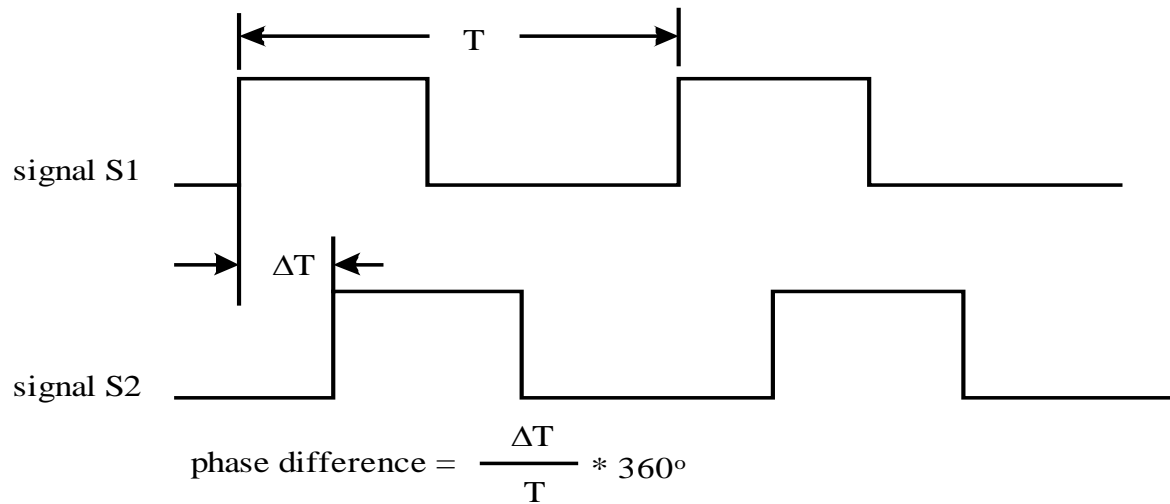 T
signal S1
ΔT
signal S2
phase difference = ΔT / T * 360°